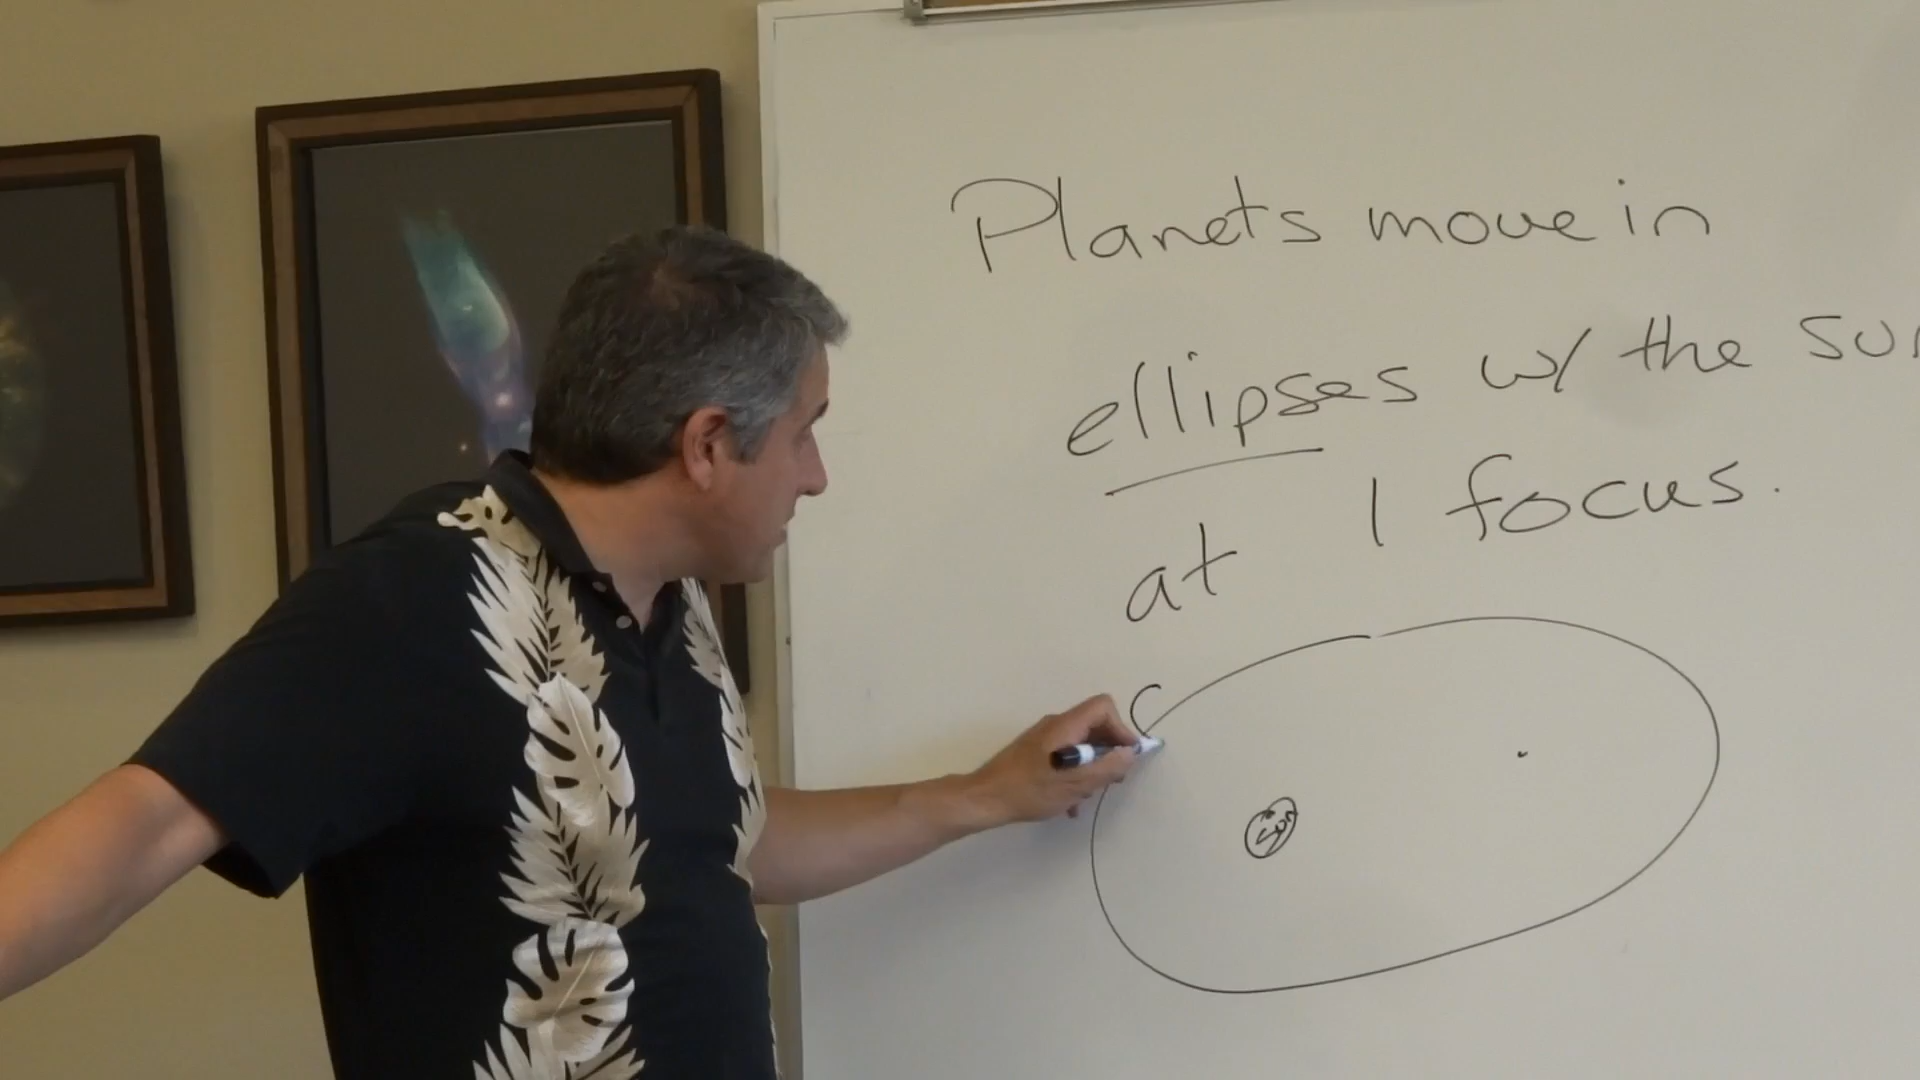 Planets move in
ellipses w/ the sun
at 1 focus.
Sun